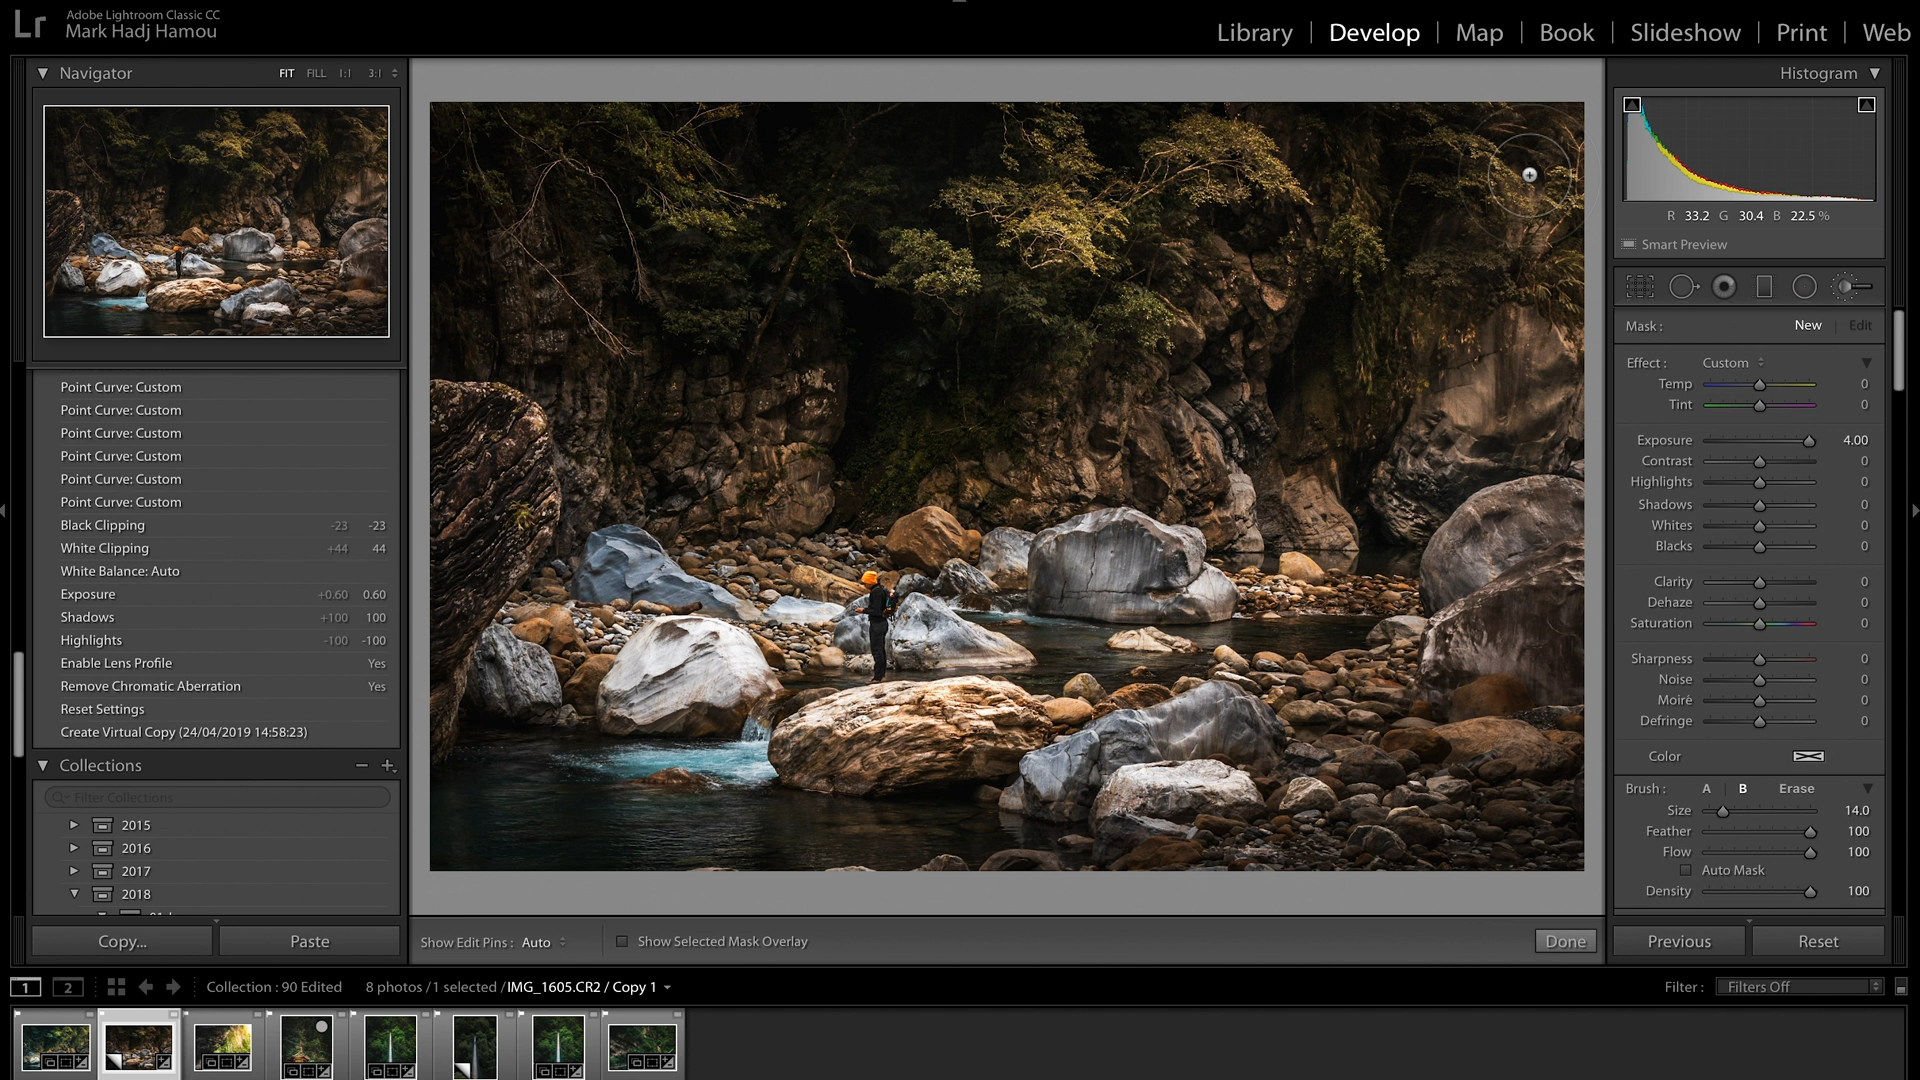 Lr Adobe Lightroom Classic CC
Mark Hadj Hamou
Library | Develop | Map | Book | Slideshow | Print | Web
Navigator FIT FILL 1:1 3:1
Point Curve: Custom
Point Curve: Custom
Point Curve: Custom
Point Curve: Custom
Point Curve: Custom
Point Curve: Custom
Black Clipping -23 -23
White Clipping +44 44
White Balance: Auto
Exposure +0.60 0.60
Shadows +100 100
Highlights -100 -100
Enable Lens Profile Yes
Remove Chromatic Aberration Yes
Reset Settings
Create Virtual Copy (24/04/2019 14:58:23)
Collections
Filter Collections
2015
2016
2017
2018
Copy... Paste
Show Edit Pins : Auto Show Selected Mask Overlay Done
Histogram
R 33.2 G 30.4 B 22.5 %
Smart Preview
Mask : New | Edit
Effect : Custom
Temp 0
Tint 0
Exposure 4.00
Contrast 0
Highlights 0
Shadows 0
Whites 0
Blacks 0
Clarity 0
Dehaze 0
Saturation 0
Sharpness 0
Noise 0
Moiré 0
Defringe 0
Color
Brush : A | B Erase
Size 14.0
Feather 100
Flow 100
Auto Mask
Density 100
Previous Reset
1 2 Collection : 90 Edited 8 photos / 1 selected / IMG_1605.CR2 / Copy 1 Filter : Filters Off